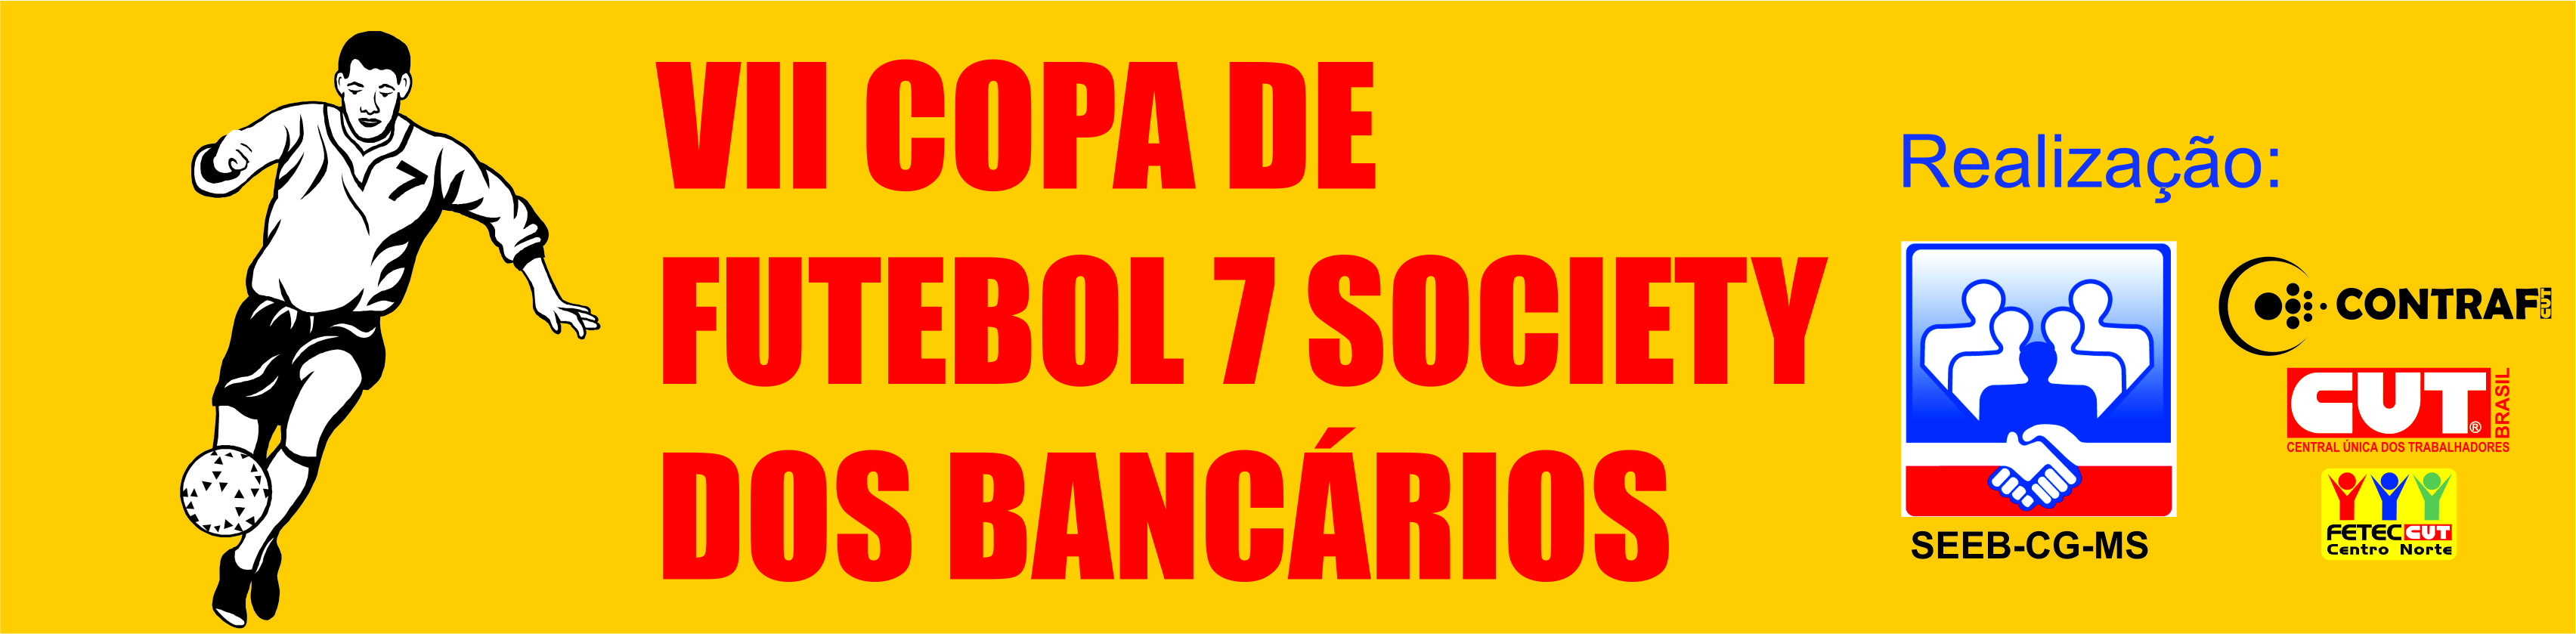 VII COPA DE
FUTEBOL 7 SOCIETY
DOS BANCÁRIOS
7
Realização:
SEEB-CG-MS
CONTRAF CUT
CUT® BRASIL
CENTRAL ÚNICA DOS TRABALHADORES
FETEC CUT
Centro Norte